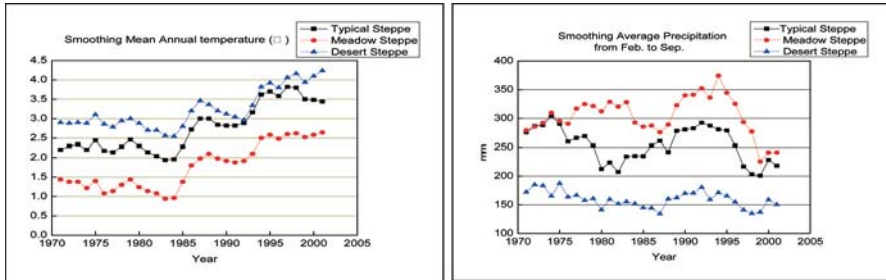 Smoothing Mean Annual temperature (□ )
Typical Steppe
Meadow Steppe
Desert Steppe
4.5
4.0
3.5
3.0
2.5
2.0
1.5
1.0
0.5
0.0
1970 1975 1980 1985 1990 1995 2000 2005
Year
Typical Steppe
Meadow Steppe
Desert Steppe
Smoothing Average Precipitation
from Feb. to Sep.
400
350
300
250
200
150
100
mm
1970 1975 1980 1985 1990 1995 2000 2005
Year